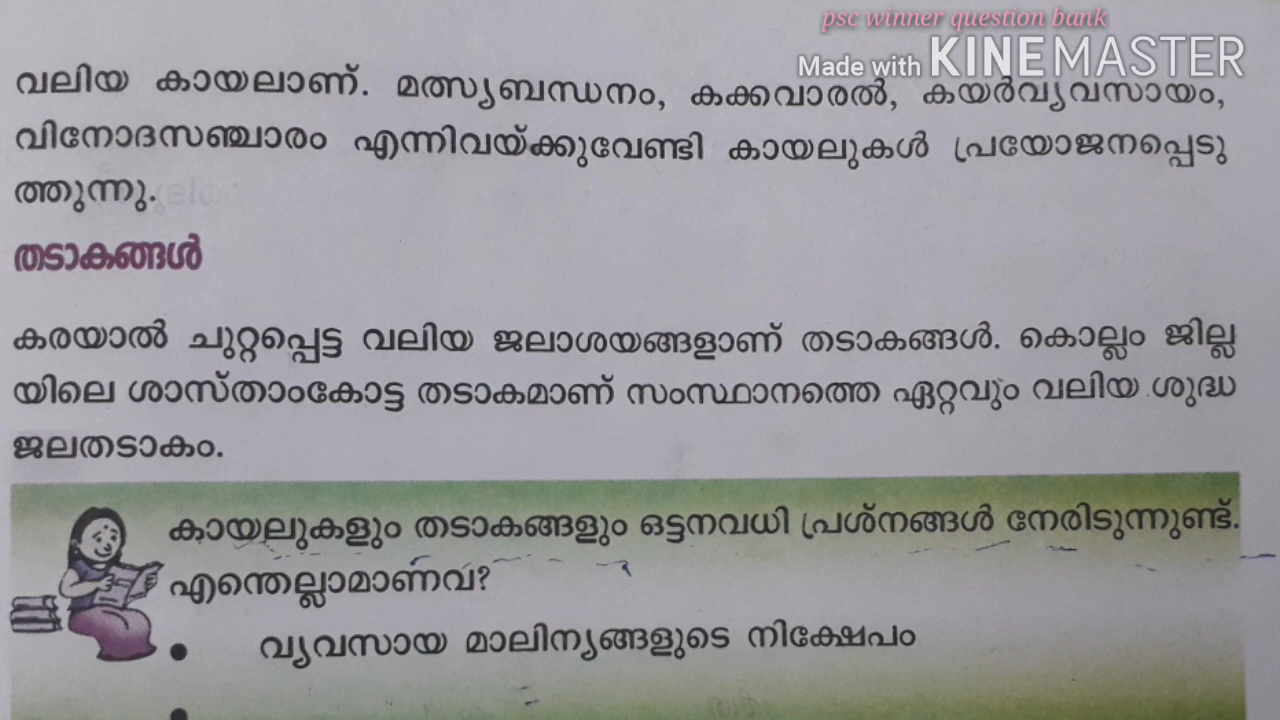 psc winner question bank
Made with KINEMASTER
വലിയ കായലാണ്. മത്സ്യബന്ധനം, കക്കവാരൽ, കയർവ്യവസായം,
വിനോദസഞ്ചാരം എന്നിവയ്ക്കുവേണ്ടി കായലുകൾ പ്രയോജനപ്പെടു
ത്തുന്നു.
തടാകങ്ങൾ
കരയാൽ ചുറ്റപ്പെട്ട വലിയ ജലാശയങ്ങളാണ് തടാകങ്ങൾ. കൊല്ലം ജില്ല
യിലെ ശാസ്താംകോട്ട തടാകമാണ് സംസ്ഥാനത്തെ ഏറ്റവും വലിയ ശുദ്ധ
ജലതടാകം.
കായലുകളും തടാകങ്ങളും ഒട്ടനവധി പ്രശ്നങ്ങൾ നേരിടുന്നുണ്ട്.
എന്തെല്ലാമാണവ?
• വ്യവസായ മാലിന്യങ്ങളുടെ നിക്ഷേപം
•